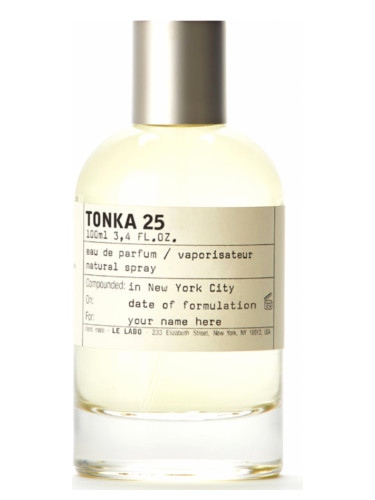 TONKA 25
100ml 3,4 FL.OZ.
eau de parfum / vaporisateur
natural spray
Compounded: in New York City
On: date of formulation
For: your name here
LE LABO - 233 Elizabeth Street, New York, NY 10012